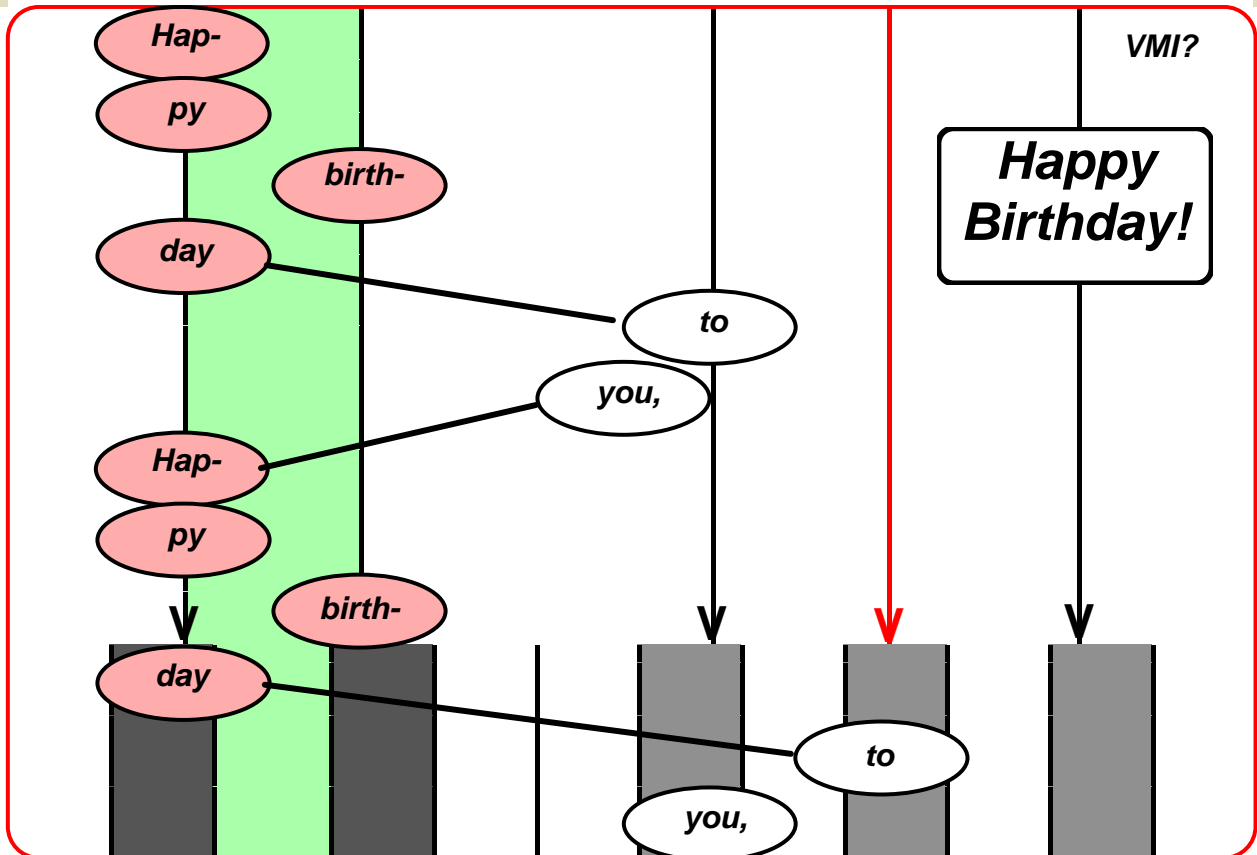 Hap-
VMI?
py
Happy
Birthday!
birth-
day
to
you,
Hap-
py
birth-
day
to
you,